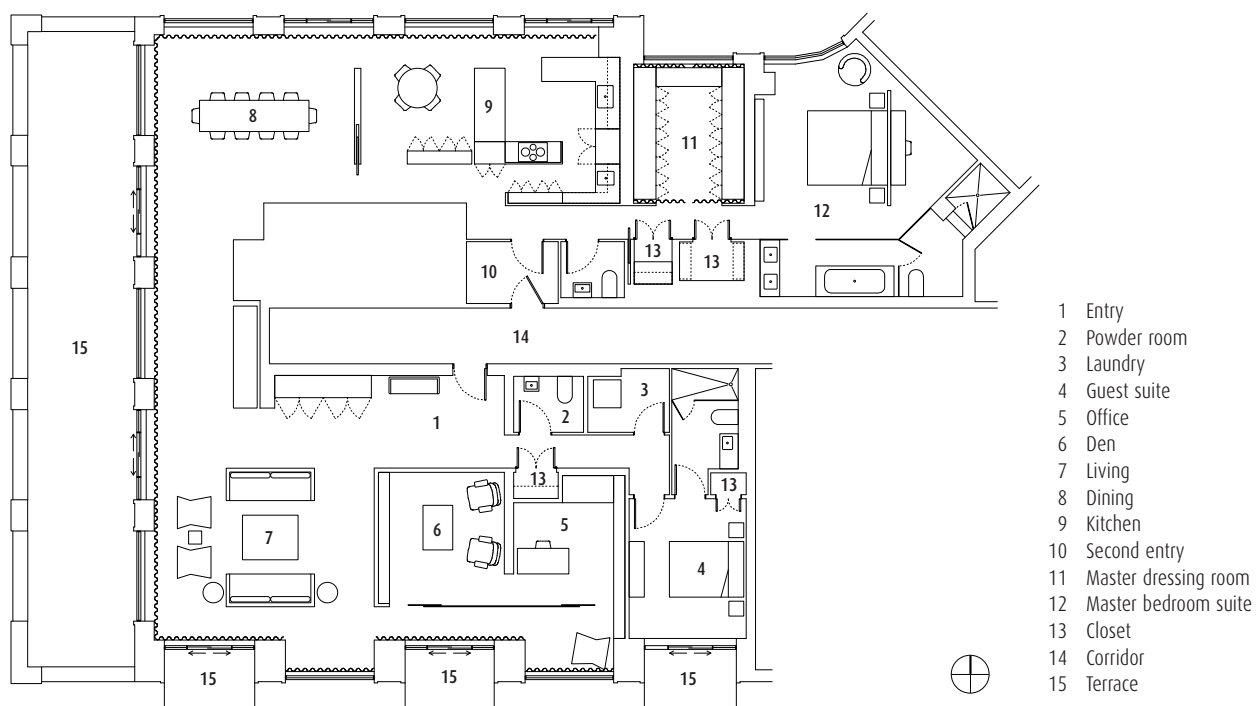 8
9
11
12
10
13
13
14
15
1
2
3
13
13
7
6
5
4
15
15
15
1 Entry
2 Powder room
3 Laundry
4 Guest suite
5 Office
6 Den
7 Living
8 Dining
9 Kitchen
10 Second entry
11 Master dressing room
12 Master bedroom suite
13 Closet
14 Corridor
15 Terrace